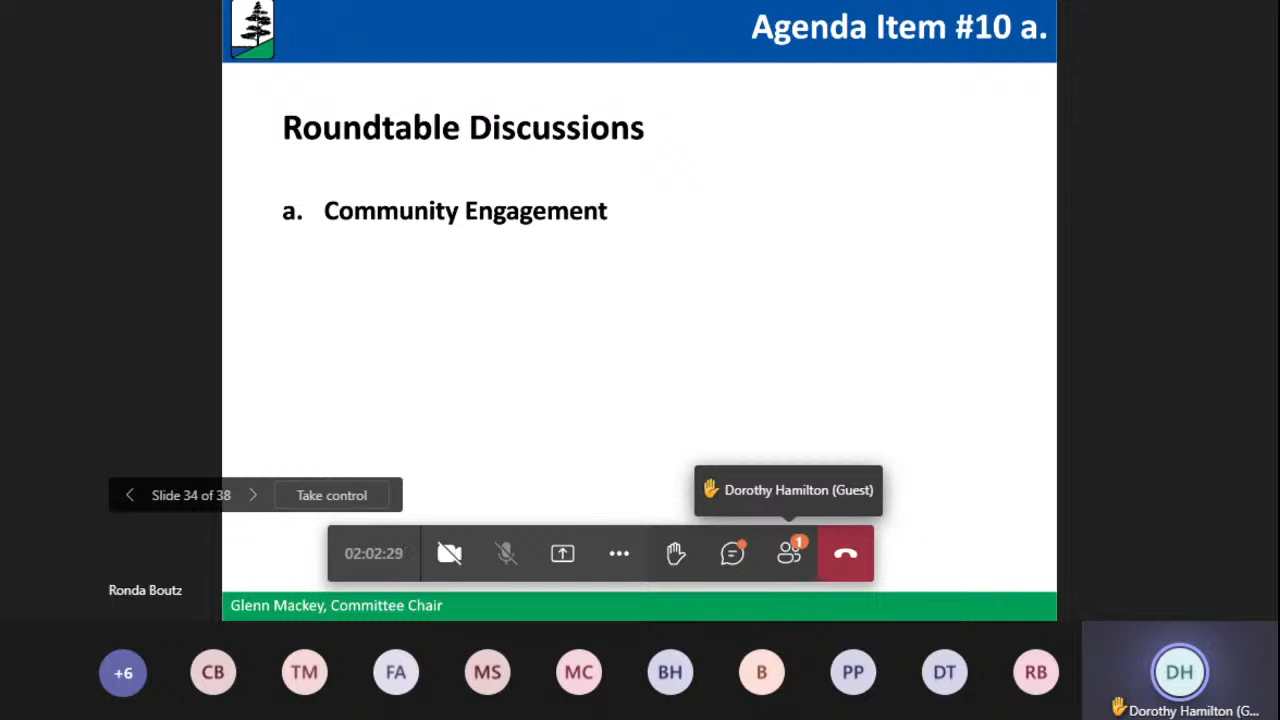 Agenda Item #10 a.
Roundtable Discussions
a. Community Engagement
Dorothy Hamilton (Guest)
Slide 34 of 38
Take control
02:02:29
1
Ronda Boutz
Glenn Mackey, Committee Chair
+6
CB
TM
FA
MS
MC
BH
B
PP
DT
RB
DH
Dorothy Hamilton (G...